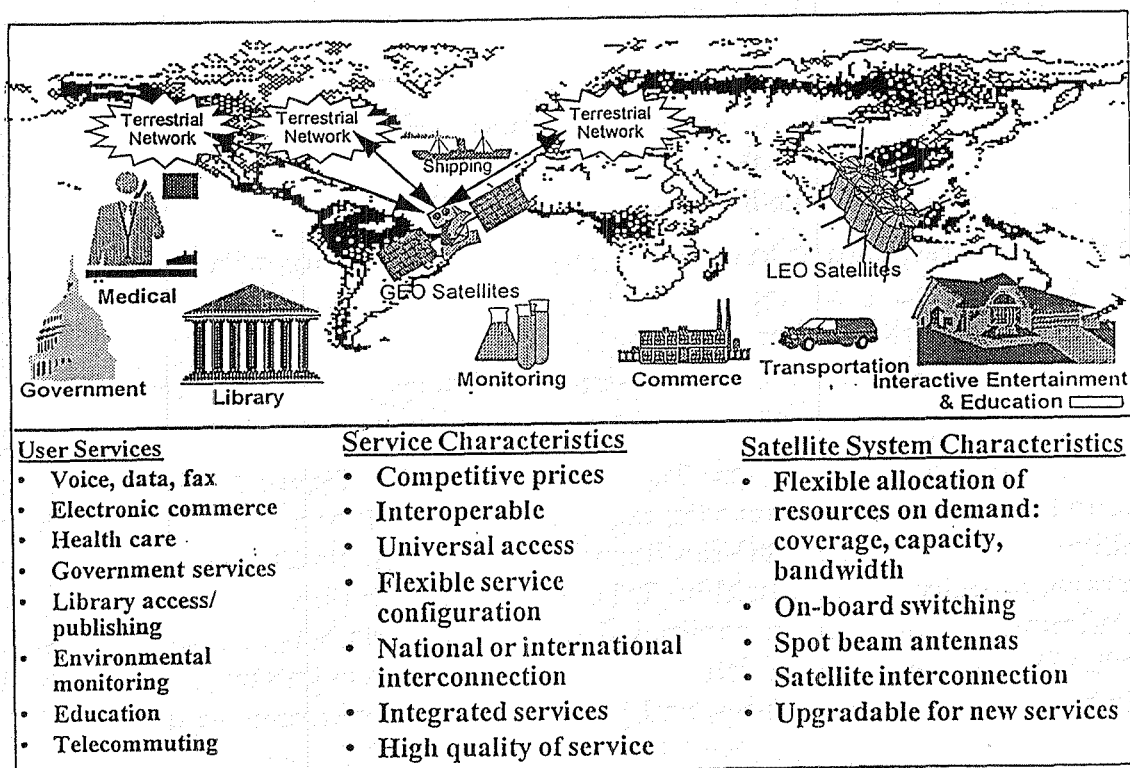 Terrestrial
Network
Terrestrial
Network
Terrestrial
Network
Shipping
Medical
GEO Satellites
LEO Satellites
Government
Library
Monitoring
Commerce
Transportation
Interactive Entertainment
& Education
User Services
• Voice, data, fax
• Electronic commerce
• Health care
• Government services
• Library access/
publishing
• Environmental
monitoring
• Education
• Telecommuting
Service Characteristics
• Competitive prices
• Interoperable
• Universal access
• Flexible service
configuration
• National or international
interconnection
• Integrated services
• High quality of service
Satellite System Characteristics
• Flexible allocation of
resources on demand:
coverage, capacity,
bandwidth
• On-board switching
• Spot beam antennas
• Satellite interconnection
• Upgradable for new services